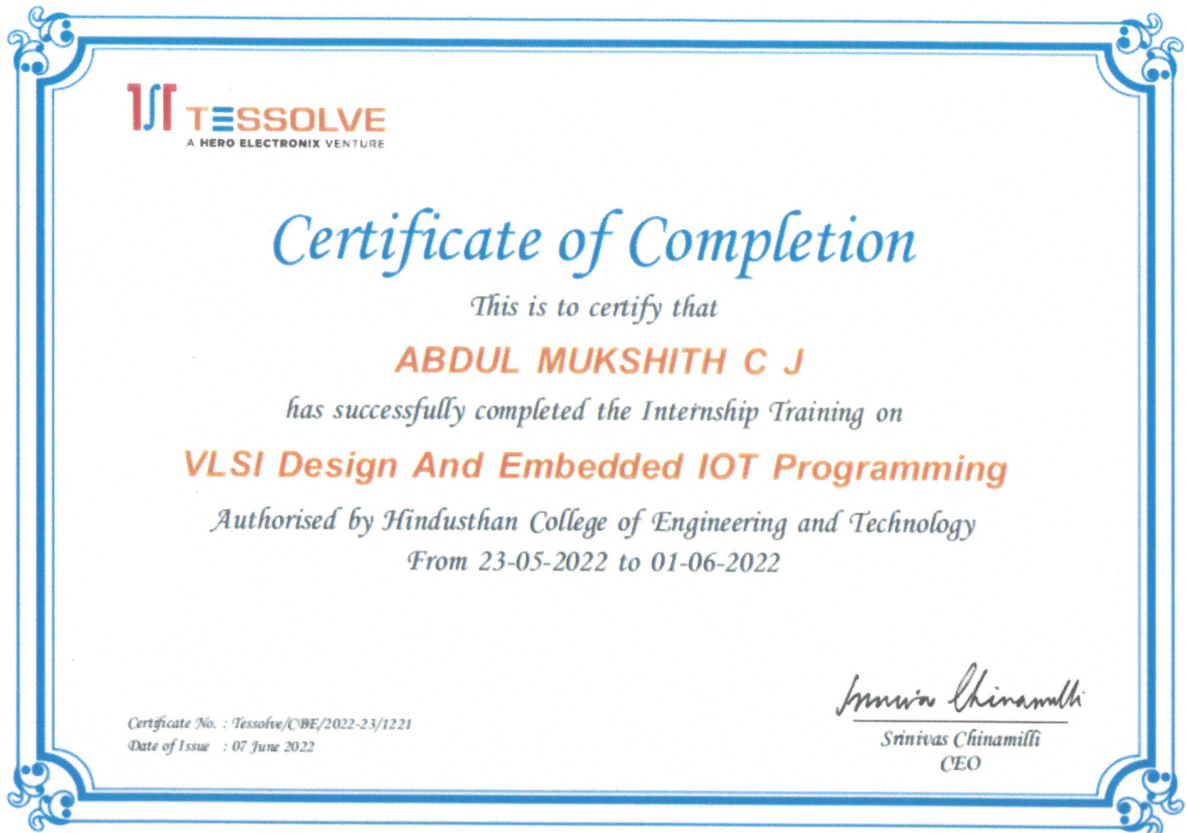 TESSOLVE
A HERO ELECTRONIX VENTURE
Certificate of Completion
This is to certify that
ABDUL MUKSHITH C J
has successfully completed the Internship Training on
VLSI Design And Embedded IOT Programming
Authorised by Hindusthan College of Engineering and Technology
From 23-05-2022 to 01-06-2022
Certificate No. : Tessolve/CBE/2022-23/1221
Date of Issue : 07 June 2022
Srinivas Chinamilli
Srinivas Chinamilli
CEO